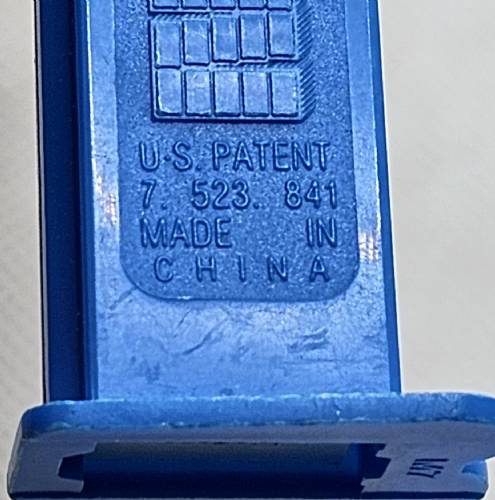 U.S. PATENT
7. 523. 841
MADE IN
CHINA